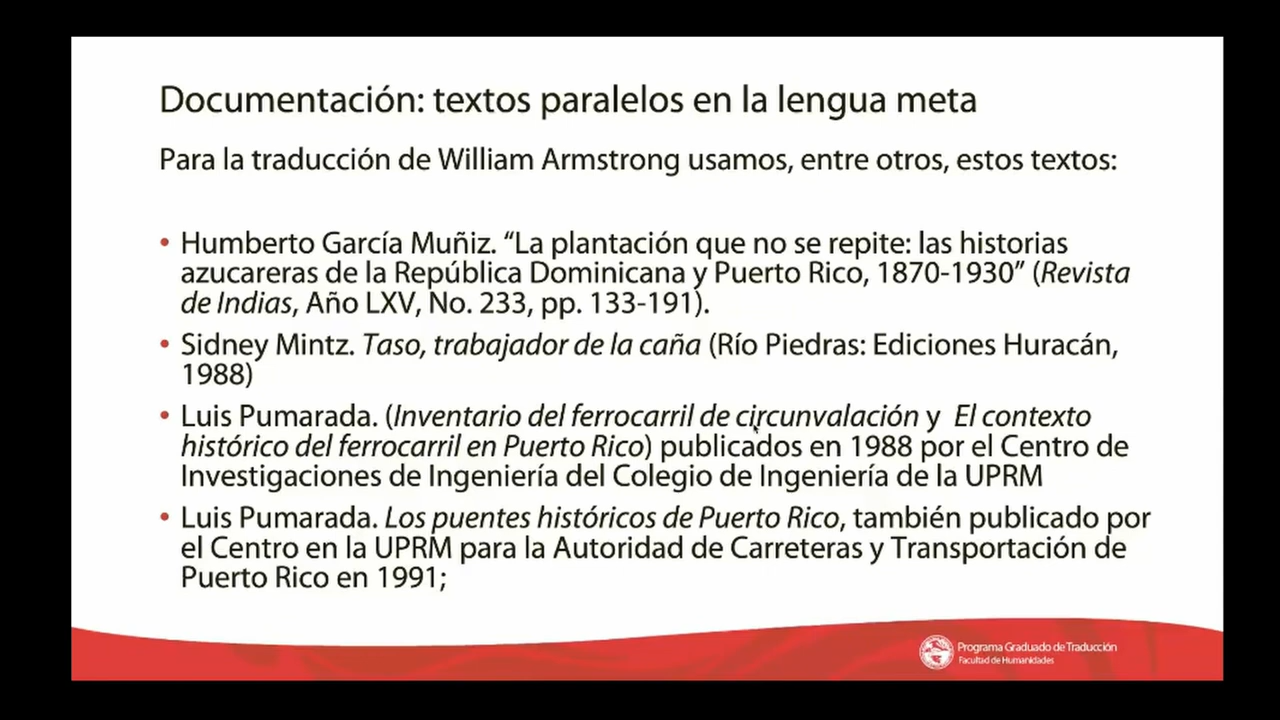 Documentación: textos paralelos en la lengua meta
Para la traducción de William Armstrong usamos, entre otros, estos textos:
• Humberto García Muñiz. “La plantación que no se repite: las historias
azucareras de la República Dominicana y Puerto Rico, 1870-1930” (Revista
de Indias, Año LXV, No. 233, pp. 133-191).
• Sidney Mintz. Taso, trabajador de la caña (Río Piedras: Ediciones Huracán,
1988)
• Luis Pumarada. (Inventario del ferrocarril de circunvalación y El contexto
histórico del ferrocarril en Puerto Rico) publicados en 1988 por el Centro de
Investigaciones de Ingeniería del Colegio de Ingeniería de la UPRM
• Luis Pumarada. Los puentes históricos de Puerto Rico, también publicado por
el Centro en la UPRM para la Autoridad de Carreteras y Transportación de
Puerto Rico en 1991;
Programa Graduado de Traducción
Facultad de Humanidades